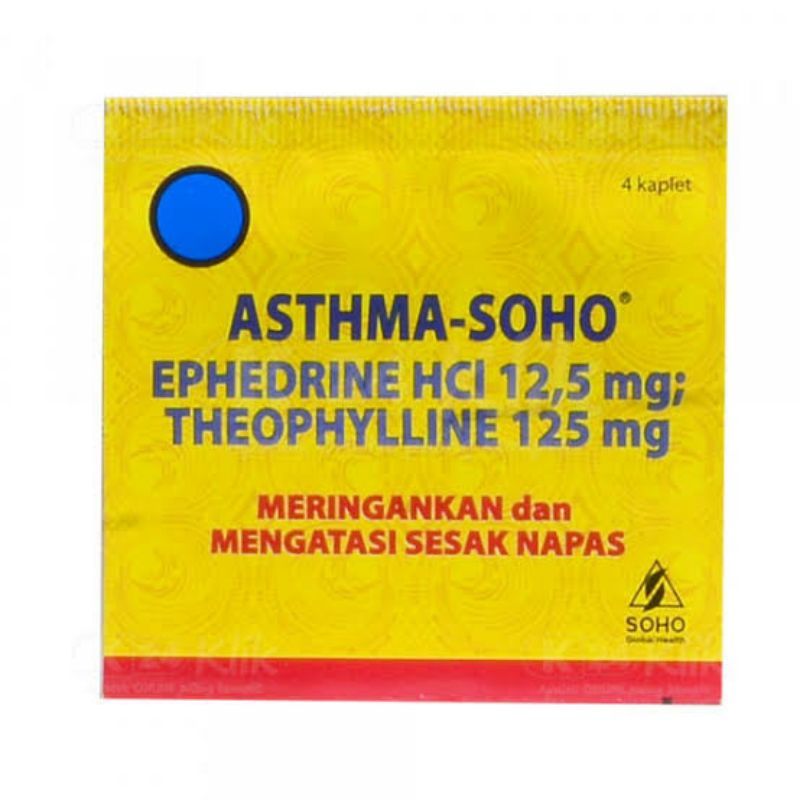 4 kaplet
ASTHMA-SOHO®
EPHEDRINE HCl 12,5 mg;
THEOPHYLLINE 125 mg
MERINGANKAN dan
MENGATASI SESAK NAPAS
SOHO
Global Health